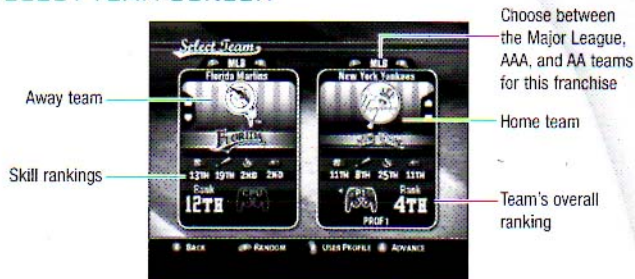 SELECT TEAM SCREEN
Choose between
the Major League,
AAA, and AA teams
for this franchise
Select Team
MLB
MLB
Florida Marlins
New York Yankees
Away team
Home team
FLORIDA
Skill rankings
13TH 19TH 2ND 2ND
11TH 8TH 25TH 11TH
Rank
12TH
CPU
Rank
4TH
PROF1
Team's overall
ranking
BACK
RANDOM
USER PROFILE
ADVANCE